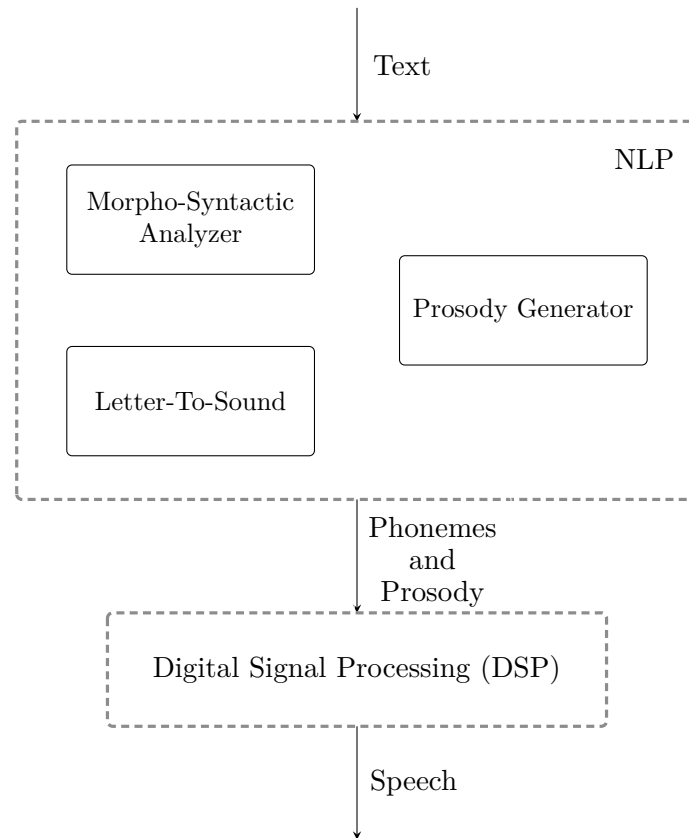 Text
NLP
Morpho-Syntactic
Analyzer
Prosody Generator
Letter-To-Sound
Phonemes
and
Prosody
Digital Signal Processing (DSP)
Speech